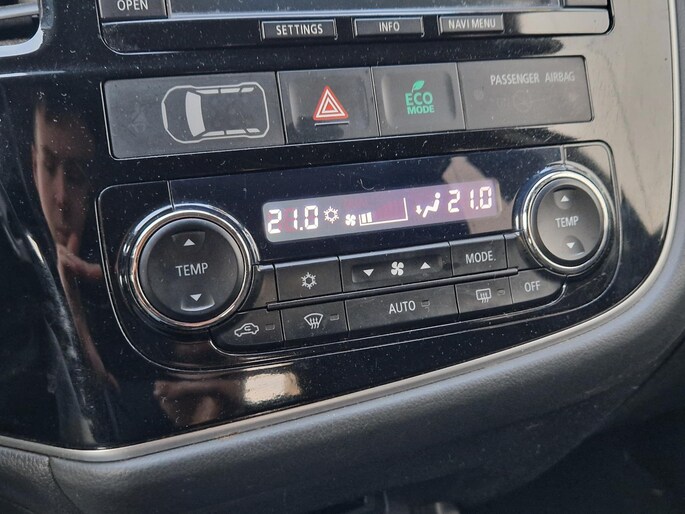 OPEN
SETTINGS INFO NAVI MENU
ECO
MODE
PASSENGER AIRBAG
21.0 21.0
TEMP
TEMP
MODE
AUTO
OFF